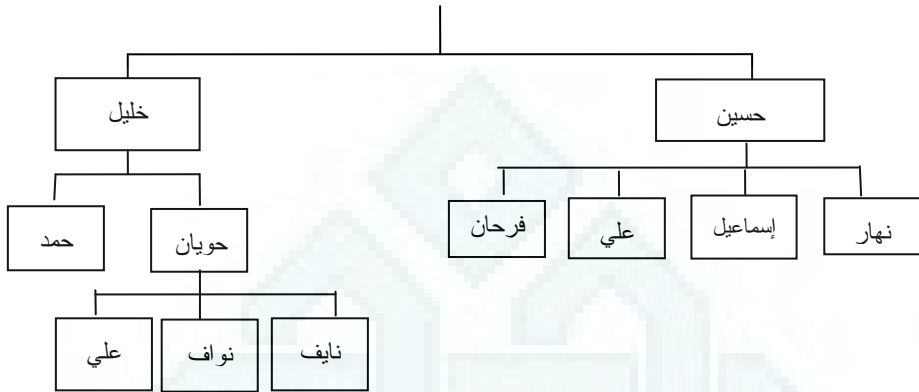 حسين
خليل
نهار
إسماعيل
علي
فرحان
حويان
حمد
نايف
نواف
علي